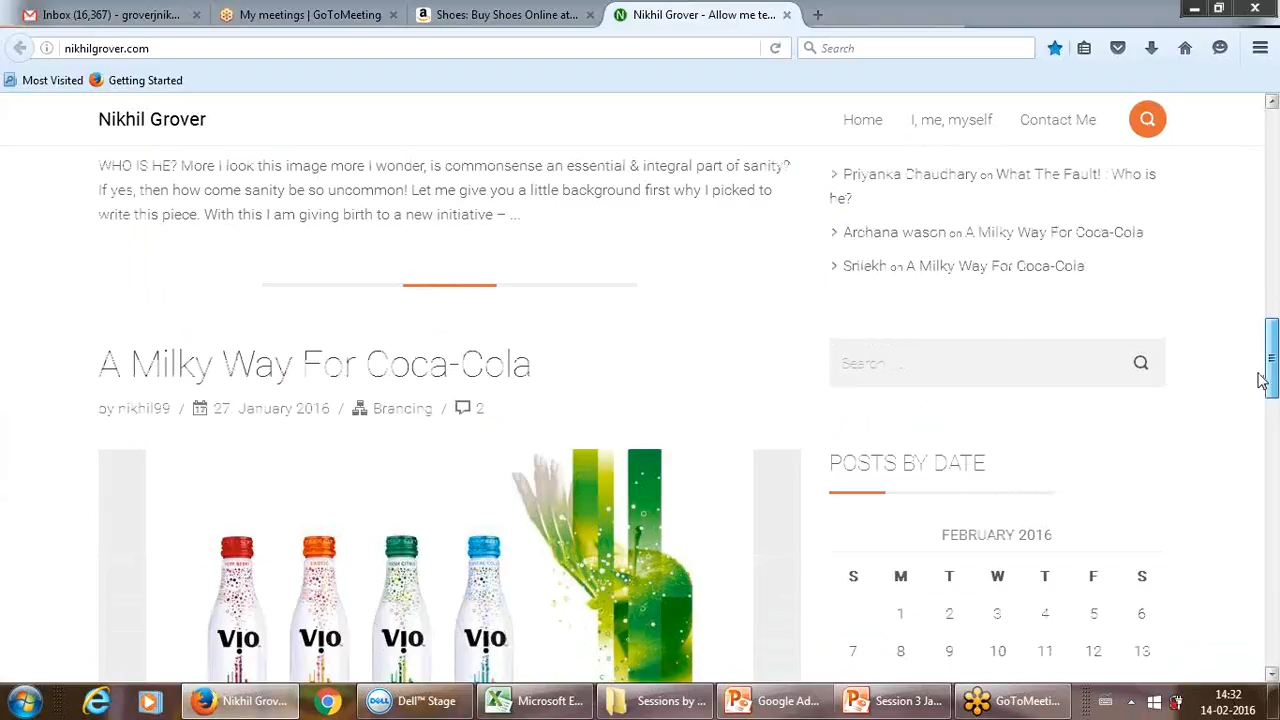 Inbox (16,367) - groverjnik...
My meetings | GoToMeeting
Shoes: Buy Shoes Online at...
Nikhil Grover - Allow me te...
nikhilgrover.com
Search
Most Visited
Getting Started
Nikhil Grover
Home
I, me, myself
Contact Me
WHO IS HE? More I look this image more I wonder, is commonsense an essential & integral part of sanity?
If yes, then how come sanity be so uncommon! Let me give you a little background first why I picked to
write this piece. With this I am giving birth to a new initiative – ...
> Priyanka Chaudhary on What The Fault! : Who is
he?
> Archana wason on A Milky Way For Coca-Cola
> Sriiekh on A Milky Way For Coca-Cola
A Milky Way For Coca-Cola
by nikhil99 / 27. January 2016 / Branding / 2
Search ...
POSTS BY DATE
FEBRUARY 2016
S M T W T F S
1 2 3 4 5 6
7 8 9 10 11 12 13
Vio Vio Vio Vio
Nikhil Grov...
Dell™ Stage
Microsoft E...
Sessions by ...
Google Ad...
Session 3 Ja...
GoToMeeti...
14:32
14-02-2016